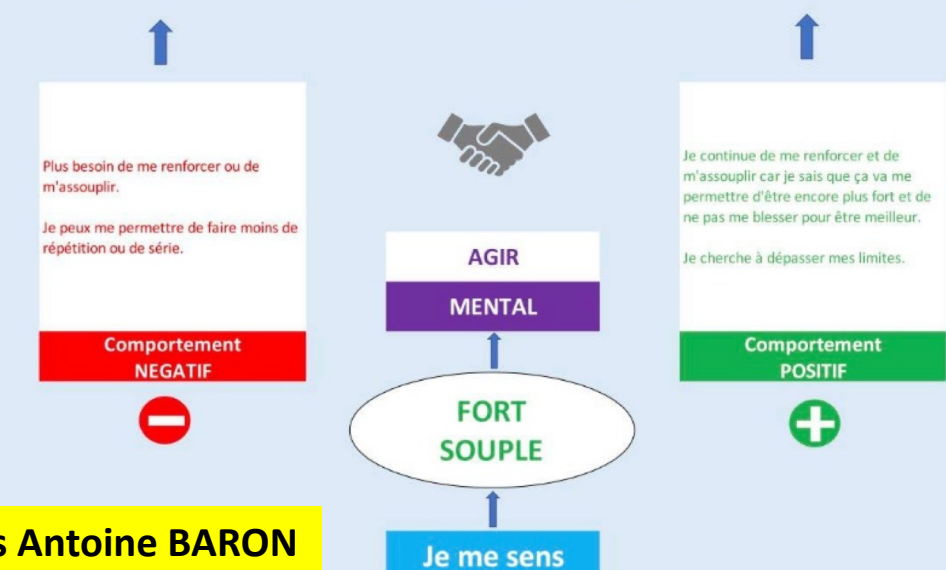 Plus besoin de me renforcer ou de
m'assouplir.
Je peux me permettre de faire moins de
répétition ou de série.
Comportement
NEGATIF
AGIR
MENTAL
FORT
SOUPLE
Je me sens
Je continue de me renforcer et de
m'assouplir car je sais que ça va me
permettre d'être encore plus fort et de
ne pas me blesser pour être meilleur.
Je cherche à dépasser mes limites.
Comportement
POSITIF
s Antoine BARON